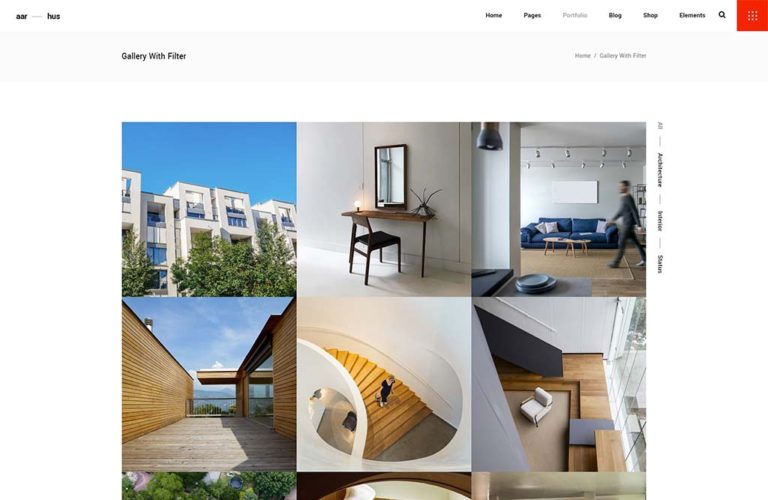 aar — hus
Home Pages Portfolio Blog Shop Elements
Gallery With Filter
Home / Gallery With Filter
All
Architecture
Interior
Status